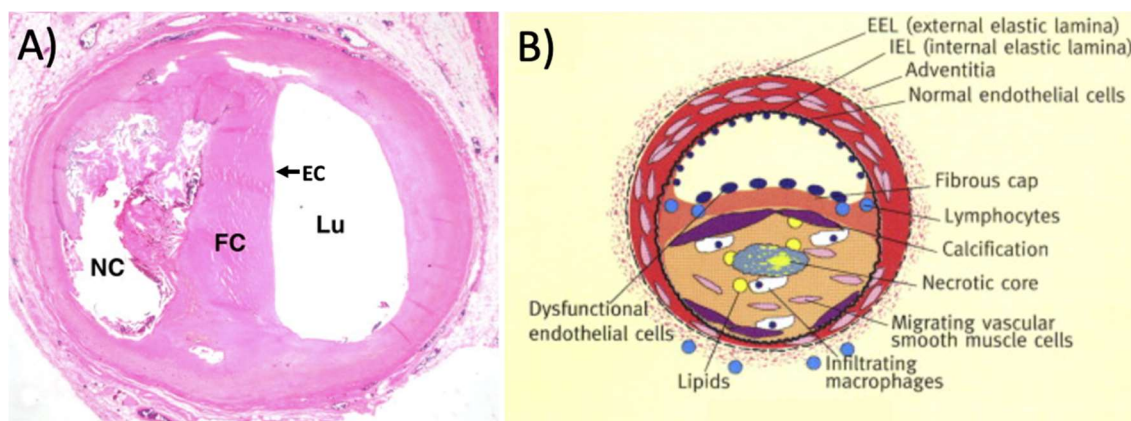 A)
EC
FC
Lu
NC
B)
EEL (external elastic lamina)
IEL (internal elastic lamina)
Adventitia
Normal endothelial cells
Fibrous cap
Lymphocytes
Calcification
Necrotic core
Migrating vascular
smooth muscle cells
Infiltrating
macrophages
Lipids
Dysfunctional
endothelial cells